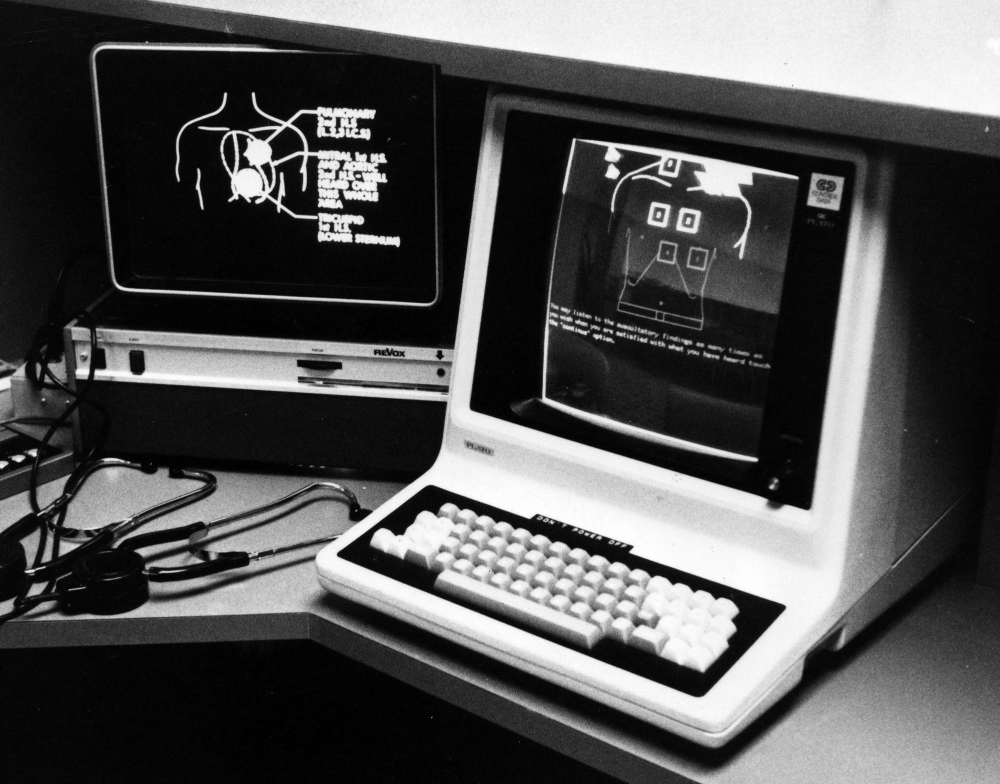 PULMONARY
2nd H.S.
(L. 2,3 I.C.S.)
MITRAL 1st H.S.
AND AORTIC
2nd H.S. - WELL
HEARD OVER
THIS WHOLE
AREA
TRICUSPID
1st H.S.
(LOWER STERNUM)
EJECT
FOCUS
REVOX
CONTROL
DATA
PLATO
You may listen to the auscultatory findings as many times as
you wish when you are satisfied with what you have heard touch
the "continue" option.
PLATO
DON'T POWER OFF